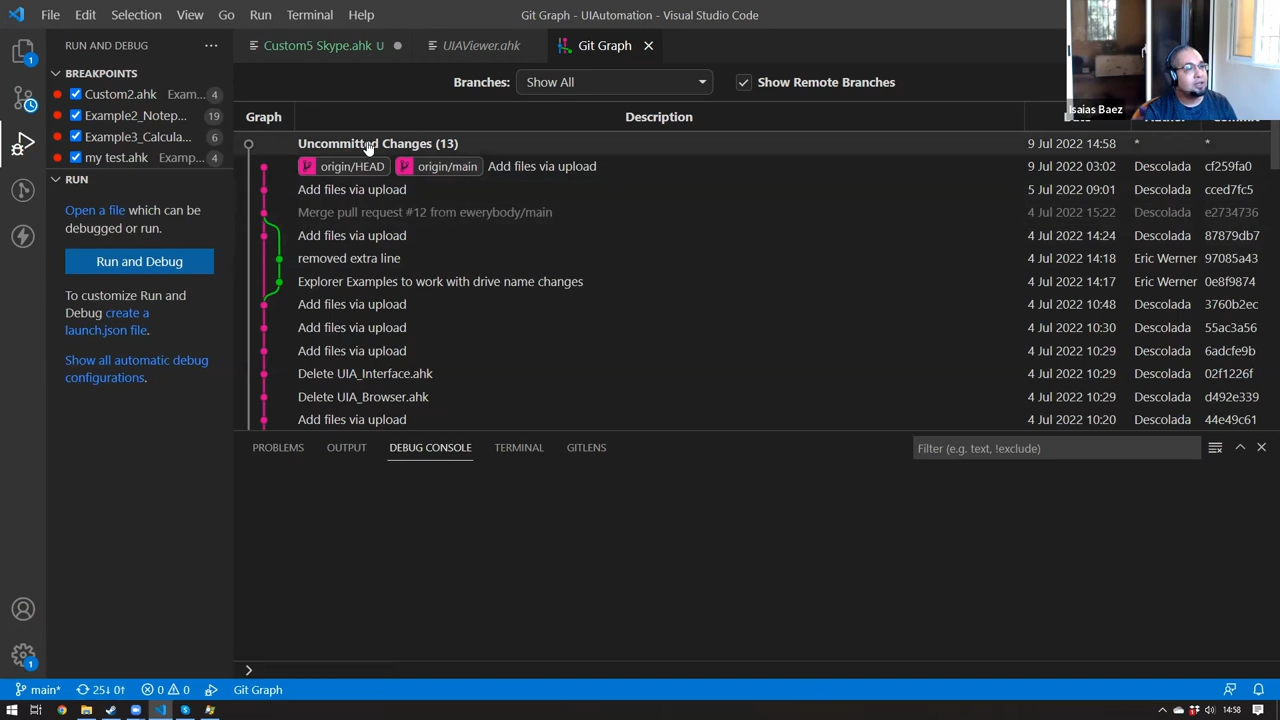 File Edit Selection View Go Run Terminal Help
Git Graph - UIAutomation - Visual Studio Code
RUN AND DEBUG
Custom5 Skype.ahk U
UIAViewer.ahk
Git Graph
BREAKPOINTS
Custom2.ahk Exam... 4
Example2_Notep... 19
Example3_Calcula... 6
my test.ahk Examp... 4
RUN
Open a file which can be
debugged or run.
Run and Debug
To customize Run and
Debug create a
launch.json file.
Show all automatic debug
configurations.
Branches: Show All
Show Remote Branches
Isaias Baez
Graph Description
Uncommitted Changes (13) 9 Jul 2022 14:58 * *
origin/HEAD origin/main Add files via upload 9 Jul 2022 03:02 Descolada cf259fa0
Add files via upload 5 Jul 2022 09:01 Descolada cced7fc5
Merge pull request #12 from ewerybody/main 4 Jul 2022 15:22 Descolada e2734736
Add files via upload 4 Jul 2022 14:24 Descolada 87879db7
removed extra line 4 Jul 2022 14:18 Eric Werner 97085a43
Explorer Examples to work with drive name changes 4 Jul 2022 14:17 Eric Werner 0e8f9874
Add files via upload 4 Jul 2022 10:48 Descolada 3760b2ec
Add files via upload 4 Jul 2022 10:30 Descolada 55ac3a56
Add files via upload 4 Jul 2022 10:29 Descolada 6adcfe9b
Delete UIA_Interface.ahk 4 Jul 2022 10:29 Descolada 02f1226f
Delete UIA_Browser.ahk 4 Jul 2022 10:29 Descolada d492e339
Add files via upload 4 Jul 2022 10:20 Descolada 44e49c61
PROBLEMS OUTPUT DEBUG CONSOLE TERMINAL GITLENS
Filter (e.g. text, !exclude)
main* 25↓ 0↑ 0 0 Git Graph
14:58